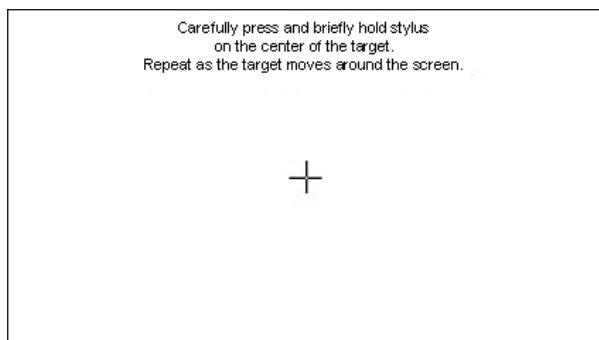 Carefully press and briefly hold stylus
on the center of the target.
Repeat as the target moves around the screen.